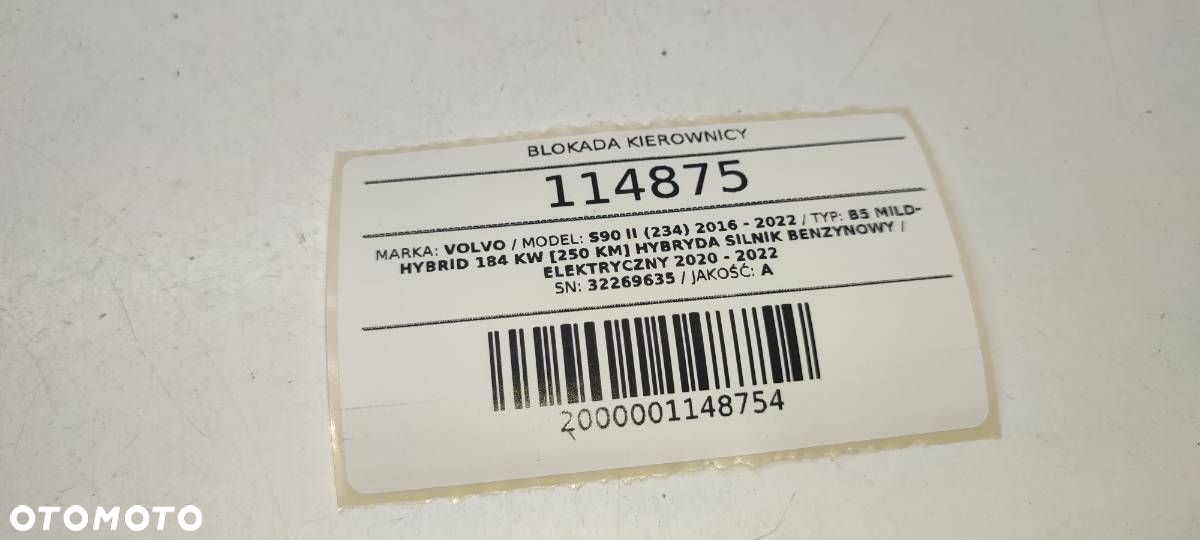 BLOKADA KIEROWNICY
114875
MARKA: VOLVO / MODEL: S90 II (234) 2016 - 2022 / TYP: B5 MILD-
HYBRID 184 KW [250 KM] HYBRYDA SILNIK BENZYNOWY /
ELEKTRYCZNY 2020 - 2022
SN: 32269635 / JAKOŚĆ: A
2000001148754
OTOMOTO